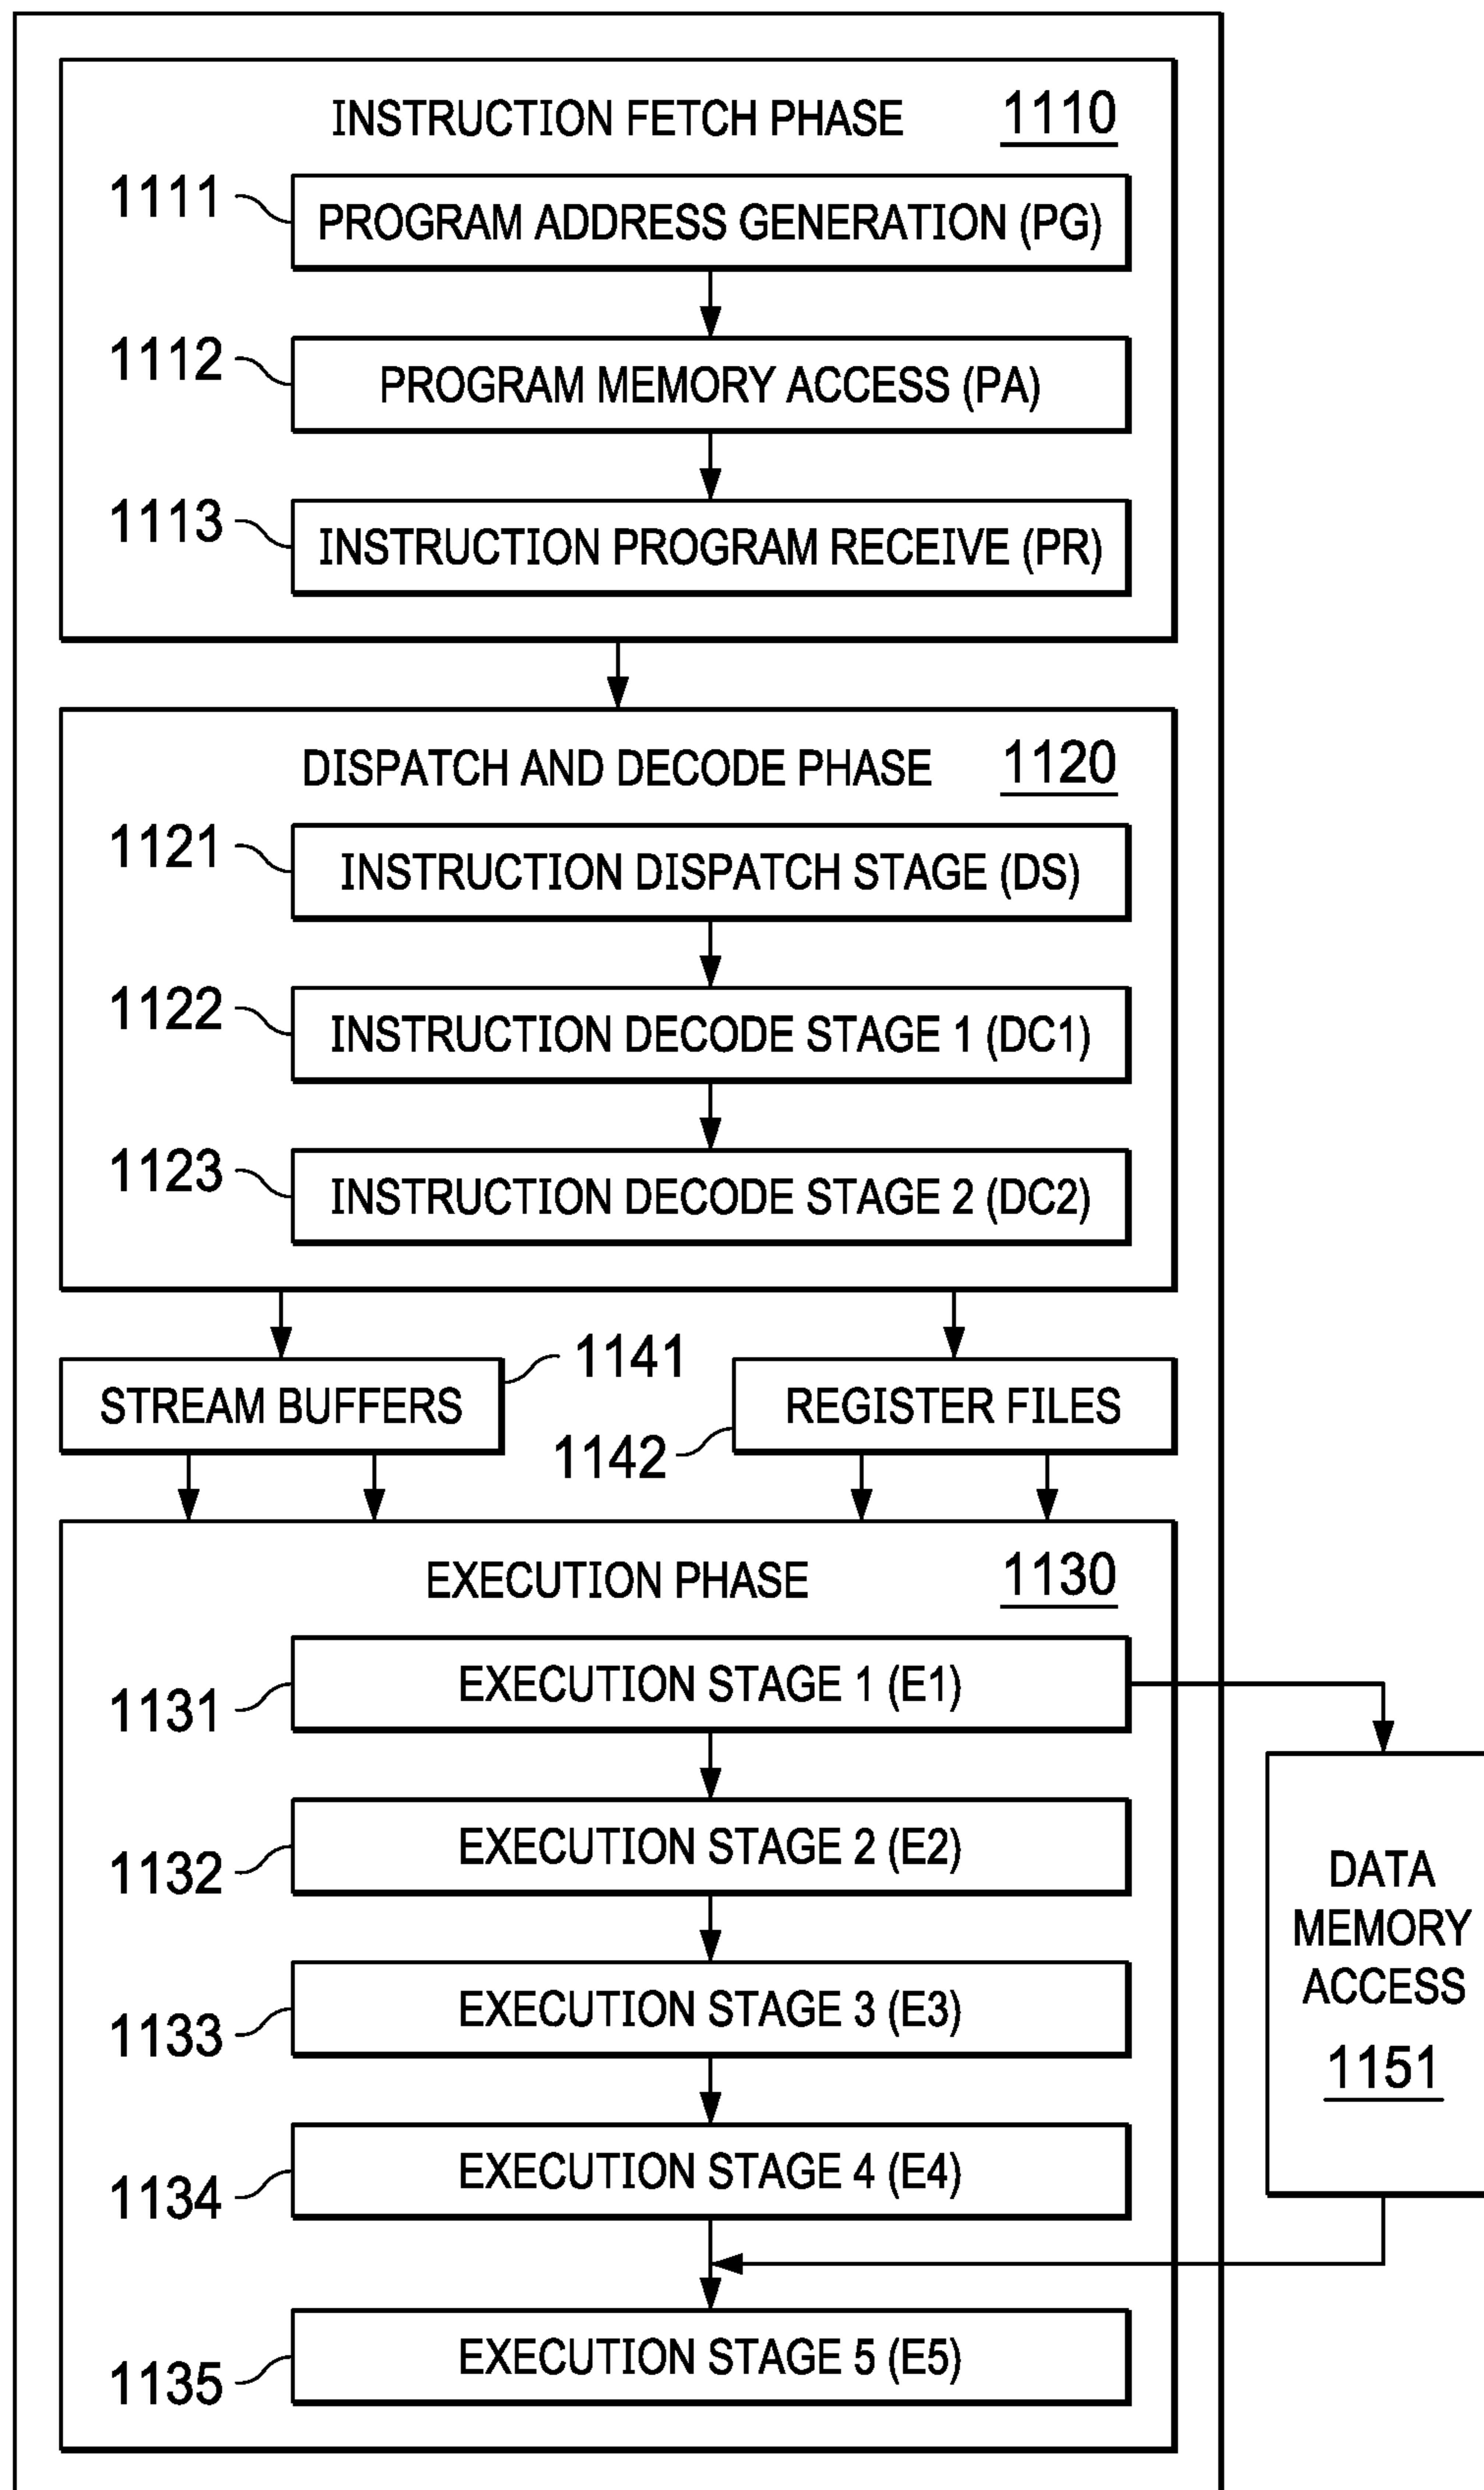 INSTRUCTION FETCH PHASE 1110
1111 PROGRAM ADDRESS GENERATION (PG)
1112 PROGRAM MEMORY ACCESS (PA)
1113 INSTRUCTION PROGRAM RECEIVE (PR)
DISPATCH AND DECODE PHASE 1120
1121 INSTRUCTION DISPATCH STAGE (DS)
1122 INSTRUCTION DECODE STAGE 1 (DC1)
1123 INSTRUCTION DECODE STAGE 2 (DC2)
STREAM BUFFERS 1141
1142 REGISTER FILES
EXECUTION PHASE 1130
1131 EXECUTION STAGE 1 (E1)
1132 EXECUTION STAGE 2 (E2)
1133 EXECUTION STAGE 3 (E3)
1134 EXECUTION STAGE 4 (E4)
1135 EXECUTION STAGE 5 (E5)
DATA
MEMORY
ACCESS
1151